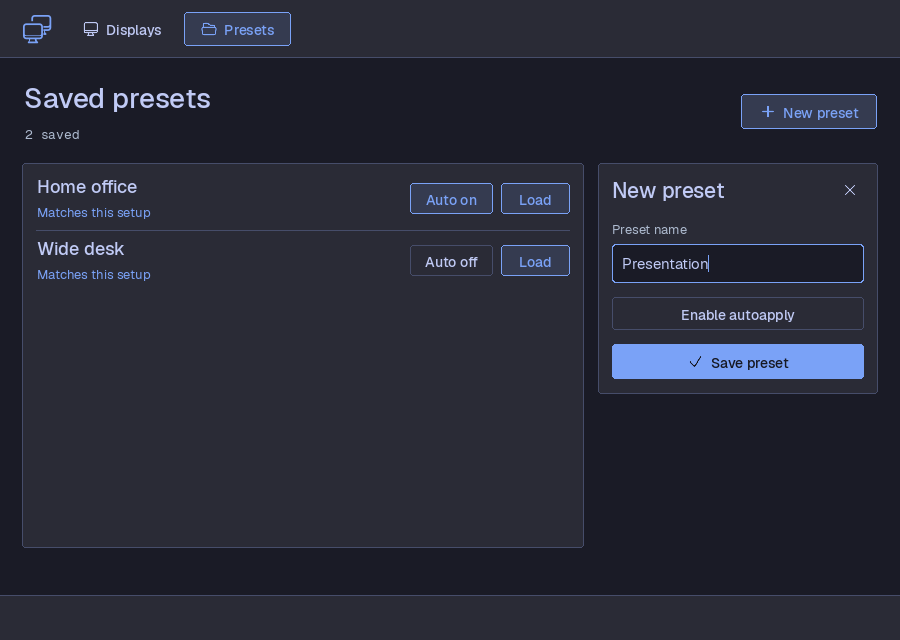 Displays
Presets
Saved presets
2 saved
New preset
Home office
Matches this setup
Auto on
Load
Wide desk
Matches this setup
Auto off
Load
New preset
Preset name
Presentation
Enable autoapply
Save preset